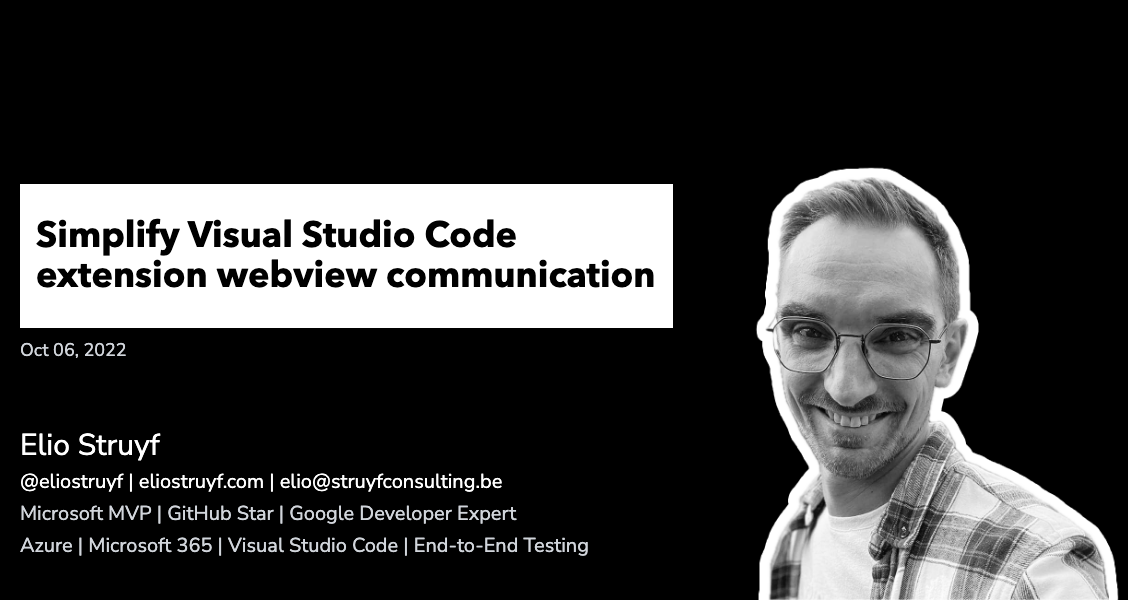 Simplify Visual Studio Code
extension webview communication
Oct 06, 2022
Elio Struyf
@eliostruyf | eliostruyf.com | elio@struyfconsulting.be
Microsoft MVP | GitHub Star | Google Developer Expert
Azure | Microsoft 365 | Visual Studio Code | End-to-End Testing